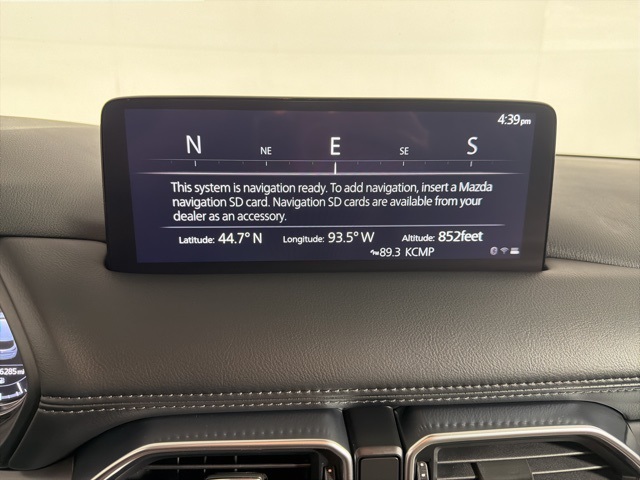 4:39pm
N NE E SE S
This system is navigation ready. To add navigation, insert a Mazda
navigation SD card. Navigation SD cards are available from your
dealer as an accessory.
Latitude: 44.7° N Longitude: 93.5° W Altitude: 852feet
89.3 KCMP
6285mi